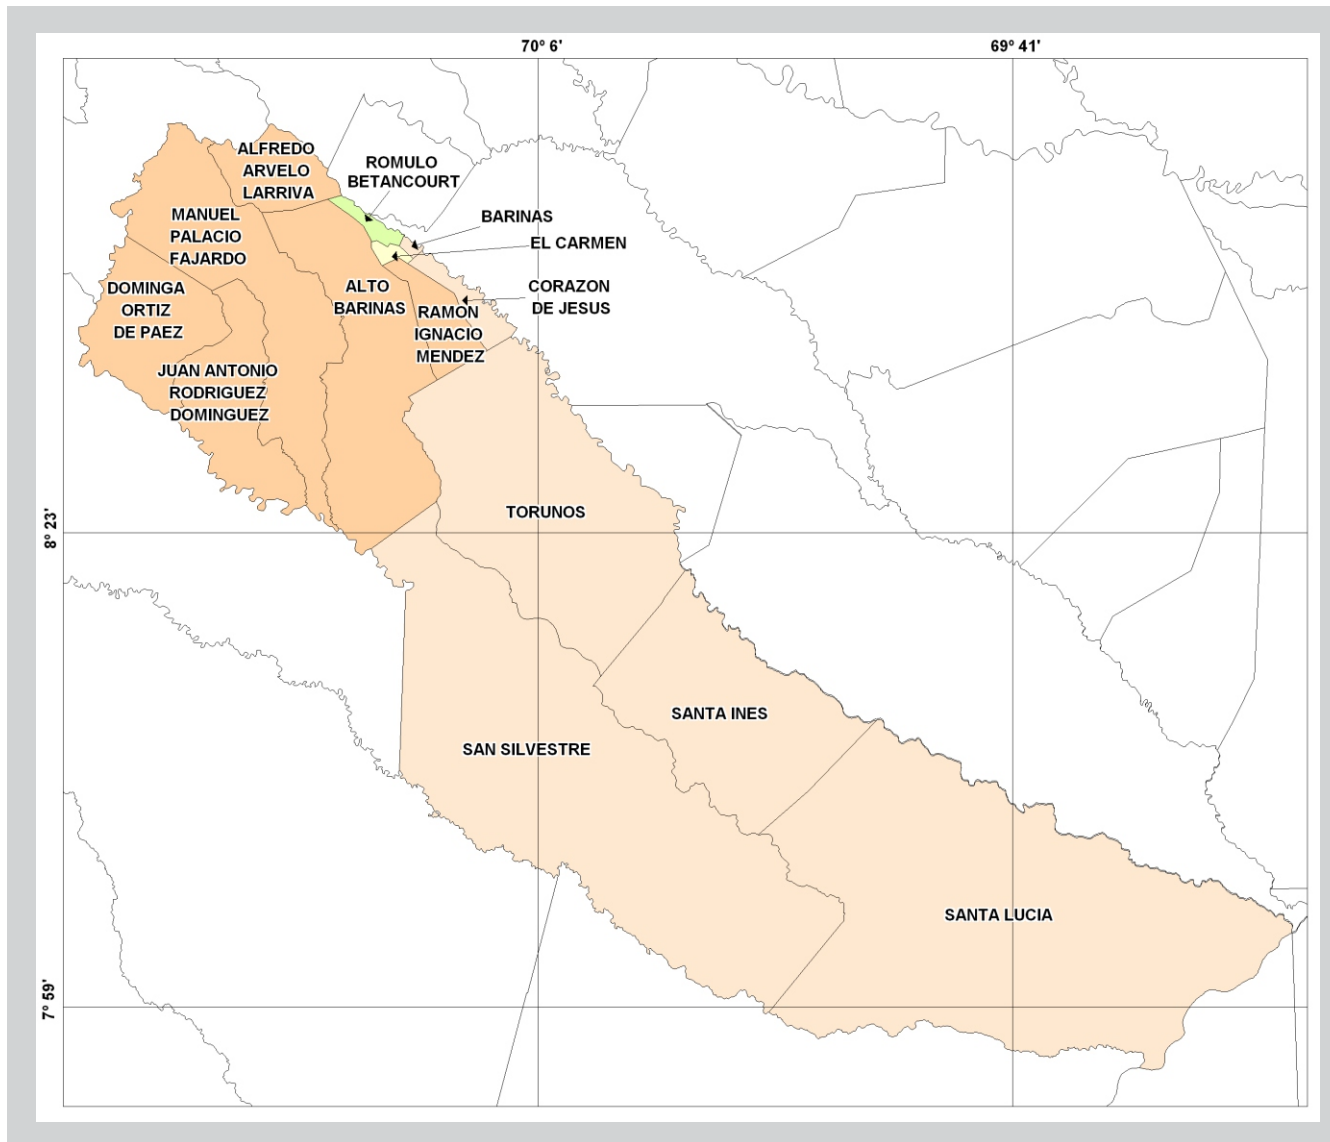 70° 6'
69° 41'
ALFREDO
ARVELO
LARRIVA
ROMULO
BETANCOURT
MANUEL
PALACIO
FAJARDO
BARINAS
EL CARMEN
DOMINGA
ORTIZ
DE PAEZ
ALTO
BARINAS
CORAZON
DE JESUS
RAMON
IGNACIO
MENDEZ
JUAN ANTONIO
RODRIGUEZ
DOMINGUEZ
TORUNOS
8° 23'
SANTA INES
SAN SILVESTRE
SANTA LUCIA
7° 59'